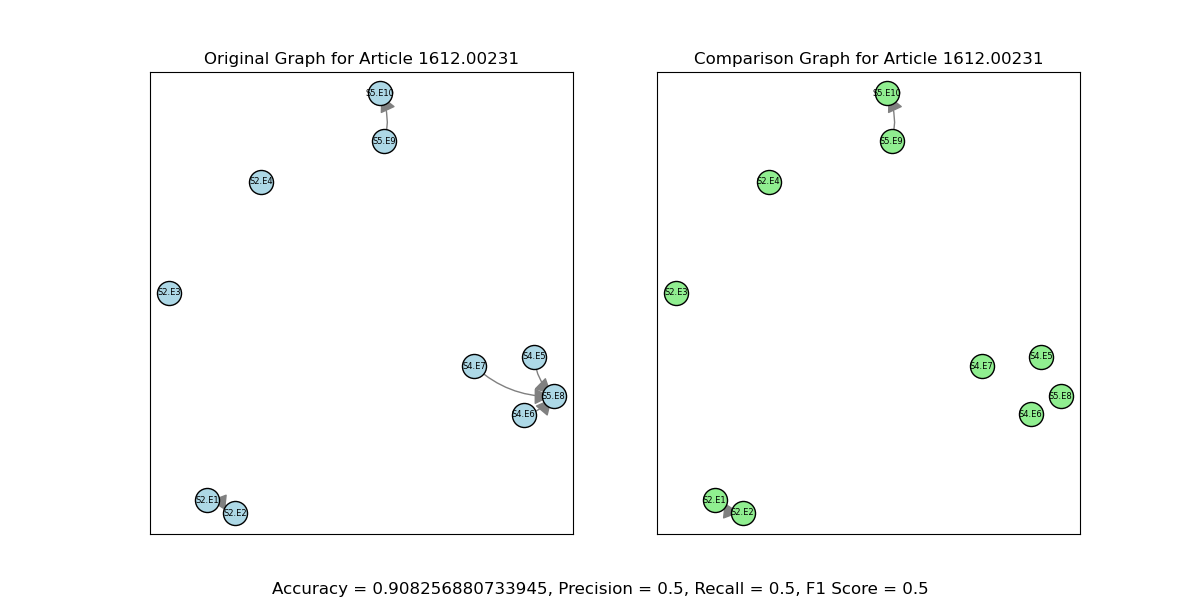 Original Graph for Article 1612.00231
S5.E10
S5.E9
S2.E4
S2.E3
S4.E7
S4.E5
S5.E8
S4.E6
S2.E1
S2.E2
Comparison Graph for Article 1612.00231
S5.E10
S5.E9
S2.E4
S2.E3
S4.E7
S4.E5
S5.E8
S4.E6
S2.E1
S2.E2
Accuracy = 0.908256880733945, Precision = 0.5, Recall = 0.5, F1 Score = 0.5